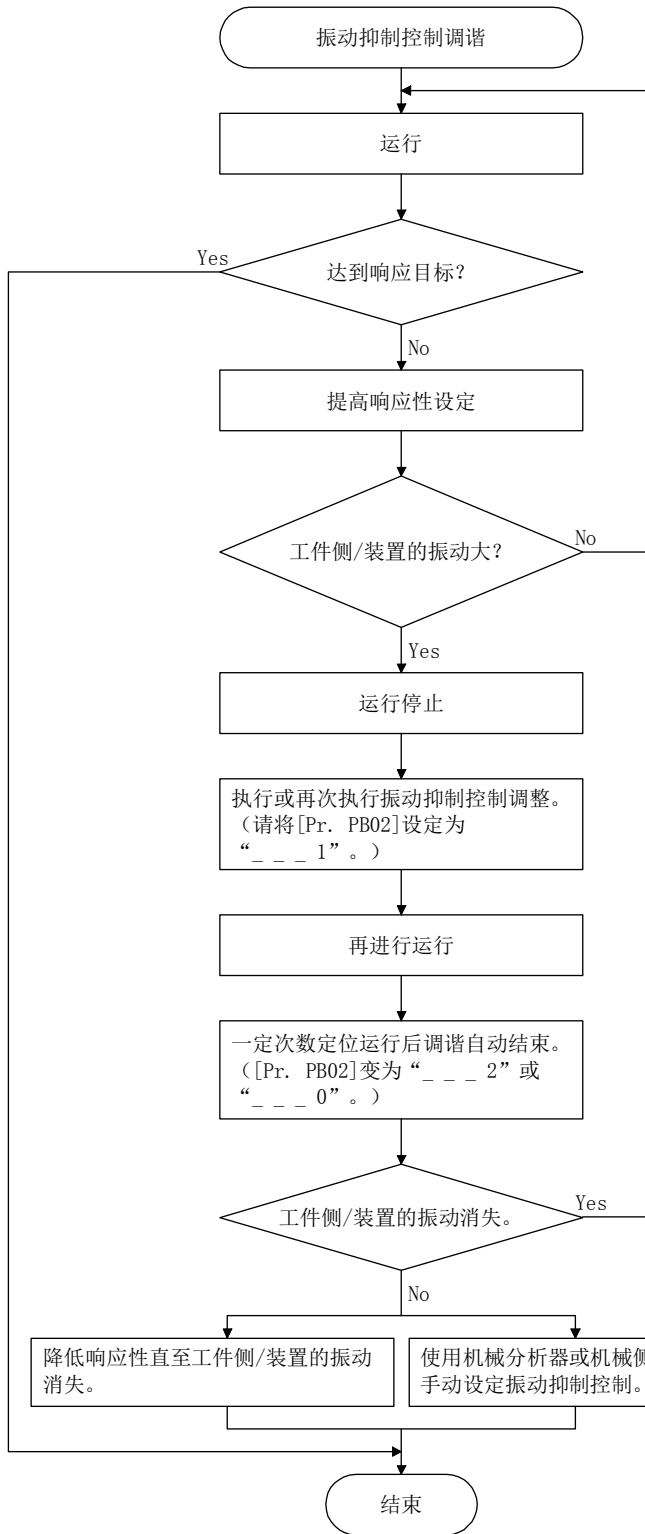 振动抑制控制调谐
运行
达到响应目标?
Yes
No
提高响应性设定
工件侧/装置的振动大?
No
Yes
运行停止
执行或再次执行振动抑制控制调整。
（请将[Pr. PB02]设定为
“_ _ _ 1”。）
再进行运行
一定次数定位运行后调谐自动结束。
（[Pr. PB02]变为“_ _ _ 2”或
“_ _ _ 0”。）
工件侧/装置的振动消失。
Yes
No
降低响应性直至工件侧/装置的振动
消失。
使用机械分析器或机械侧
手动设定振动抑制控制。
结束